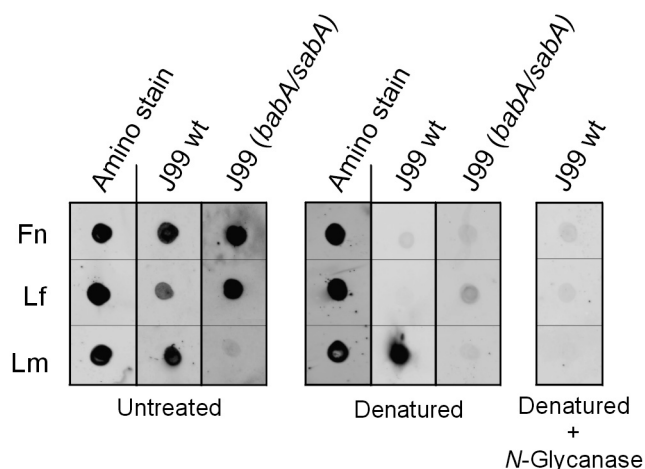 Amino stain
J99 wt
J99 (babA/sabA)
Amino stain
J99 wt
J99 (babA/sabA)
J99 wt
Fn
Lf
Lm
Untreated
Denatured
Denatured
+
N-Glycanase